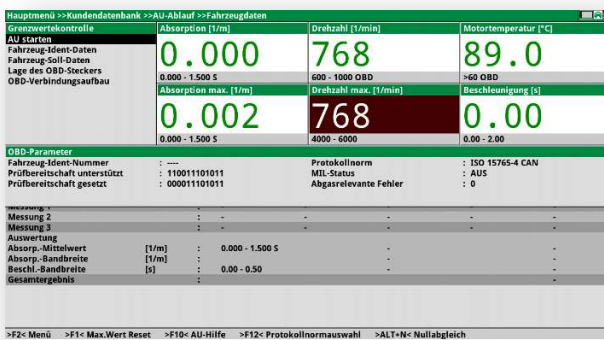 Hauptmenü >>Kundendatenbank >>AU-Ablauf >>Fahrzeugdaten
Grenzwertekontrolle
AU starten
Fahrzeug-Ident-Daten
Fahrzeug-Soll-Daten
Lage des OBD-Steckers
OBD-Verbindungsaufbau
Absorption [1/m]
0.000
0.000 - 1.500 S
Drehzahl [1/min]
768
600 - 1000 OBD
Motortemperatur [°C]
89.0
>60 OBD
Absorption max. [1/m]
0.002
0.000 - 1.500 S
Drehzahl max. [1/min]
768
4000 - 6000
Beschleunigung [s]
0.00
0.00 - 2.00
OBD-Parameter
Fahrzeug-Ident-Nummer : ----
Prüfbereitschaft unterstützt : 110011101011
Prüfbereitschaft gesetzt : 000011101011
Protokollnorm : ISO 15765-4 CAN
MIL-Status : AUS
Abgasrelevante Fehler : 0
Messung 1
Messung 2 : - - - -
Messung 3 : - - - -
Auswertung
Absorp.-Mittelwert [1/m] : 0.000 - 1.500 S - -
Absorp.-Bandbreite [1/m] : - -
Beschl.-Bandbreite [s] : 0.00 - 0.50 - -
Gesamtergebnis : -
>F2< Menü >F1< Max.Wert Reset >F10< AU-Hilfe >F12< Protokollnormauswahl >ALT+N< Nullabgleich